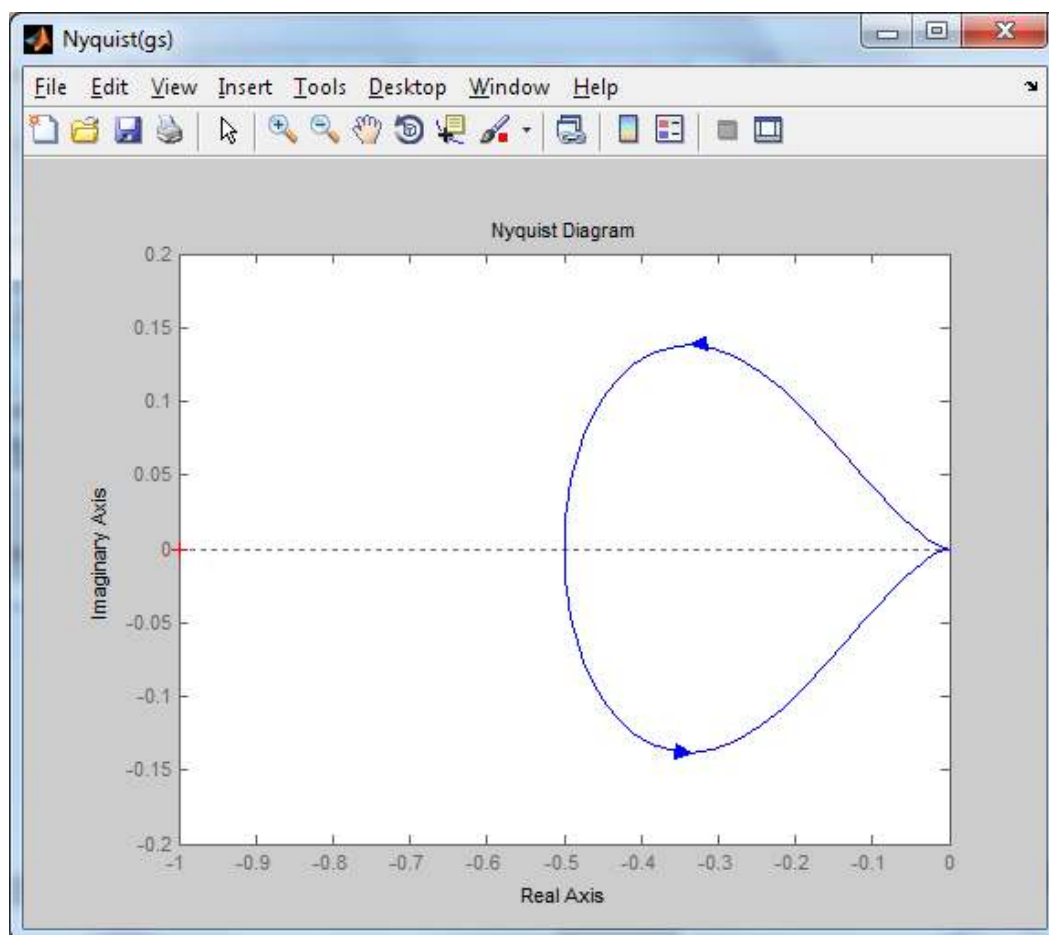 Nyquist(gs)
File Edit View Insert Tools Desktop Window Help
Nyquist Diagram
0.2
0.15
0.1
0.05
0
-0.05
-0.1
-0.15
-0.2
Imaginary Axis
-1 -0.9 -0.8 -0.7 -0.6 -0.5 -0.4 -0.3 -0.2 -0.1 0
Real Axis